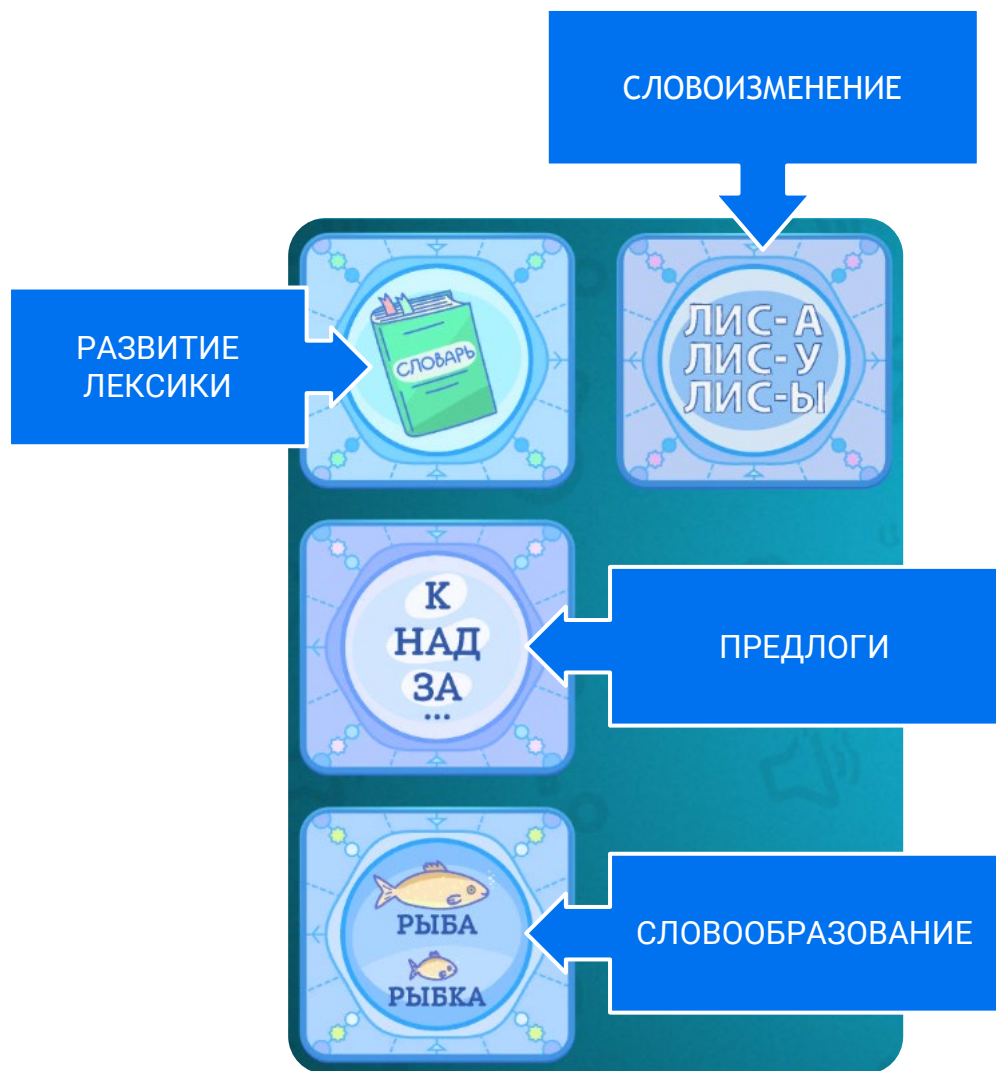 СЛОВОИЗМЕНЕНИЕ
РАЗВИТИЕ
ЛЕКСИКИ
СЛОВАРЬ
ЛИС-А
ЛИС-У
ЛИС-Ы
К
НАД
ЗА
...
ПРЕДЛОГИ
РЫБА
РЫБКА
СЛОВООБРАЗОВАНИЕ